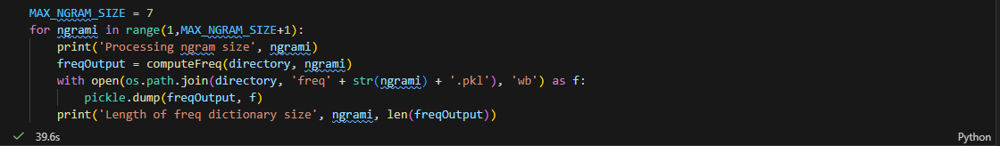 MAX_NGRAM_SIZE = 7
for ngrami in range(1,MAX_NGRAM_SIZE+1):
    print('Processing ngram size', ngrami)
    freqOutput = computeFreq(directory, ngrami)
    with open(os.path.join(directory, 'freq' + str(ngrami) + '.pkl'), 'wb') as f:
        pickle.dump(freqOutput, f)
    print('Length of freq dictionary size', ngrami, len(freqOutput))
39.6s Python